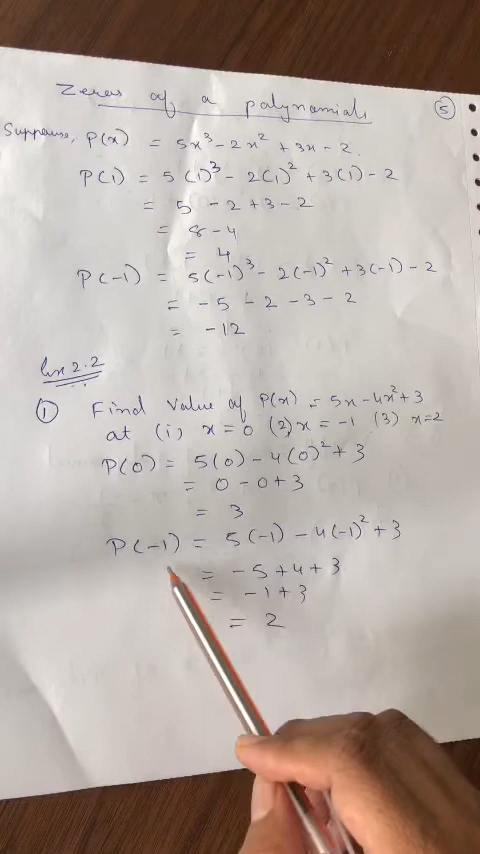 Zeros of a palynamials
5
Suppause, P(x) = 5x³ - 2x² + 3x - 2.
P(1) = 5(1)³ - 2(1)² + 3(1) - 2
= 5 - 2 + 3 - 2
= 8 - 4
= 4
P(-1) = 5(-1)³ - 2(-1)² + 3(-1) - 2
= -5 - 2 - 3 - 2
= -12
2.2
1 Find Value of P(x) = 5x - 4x² + 3
at (i) x = 0 (2) x = -1 (3) x = 2
P(0) = 5(0) - 4(0)² + 3
= 0 - 0 + 3
= 3
P(-1) = 5(-1) - 4(-1)² + 3
= -5 + 4 + 3
= -1 + 3
= 2